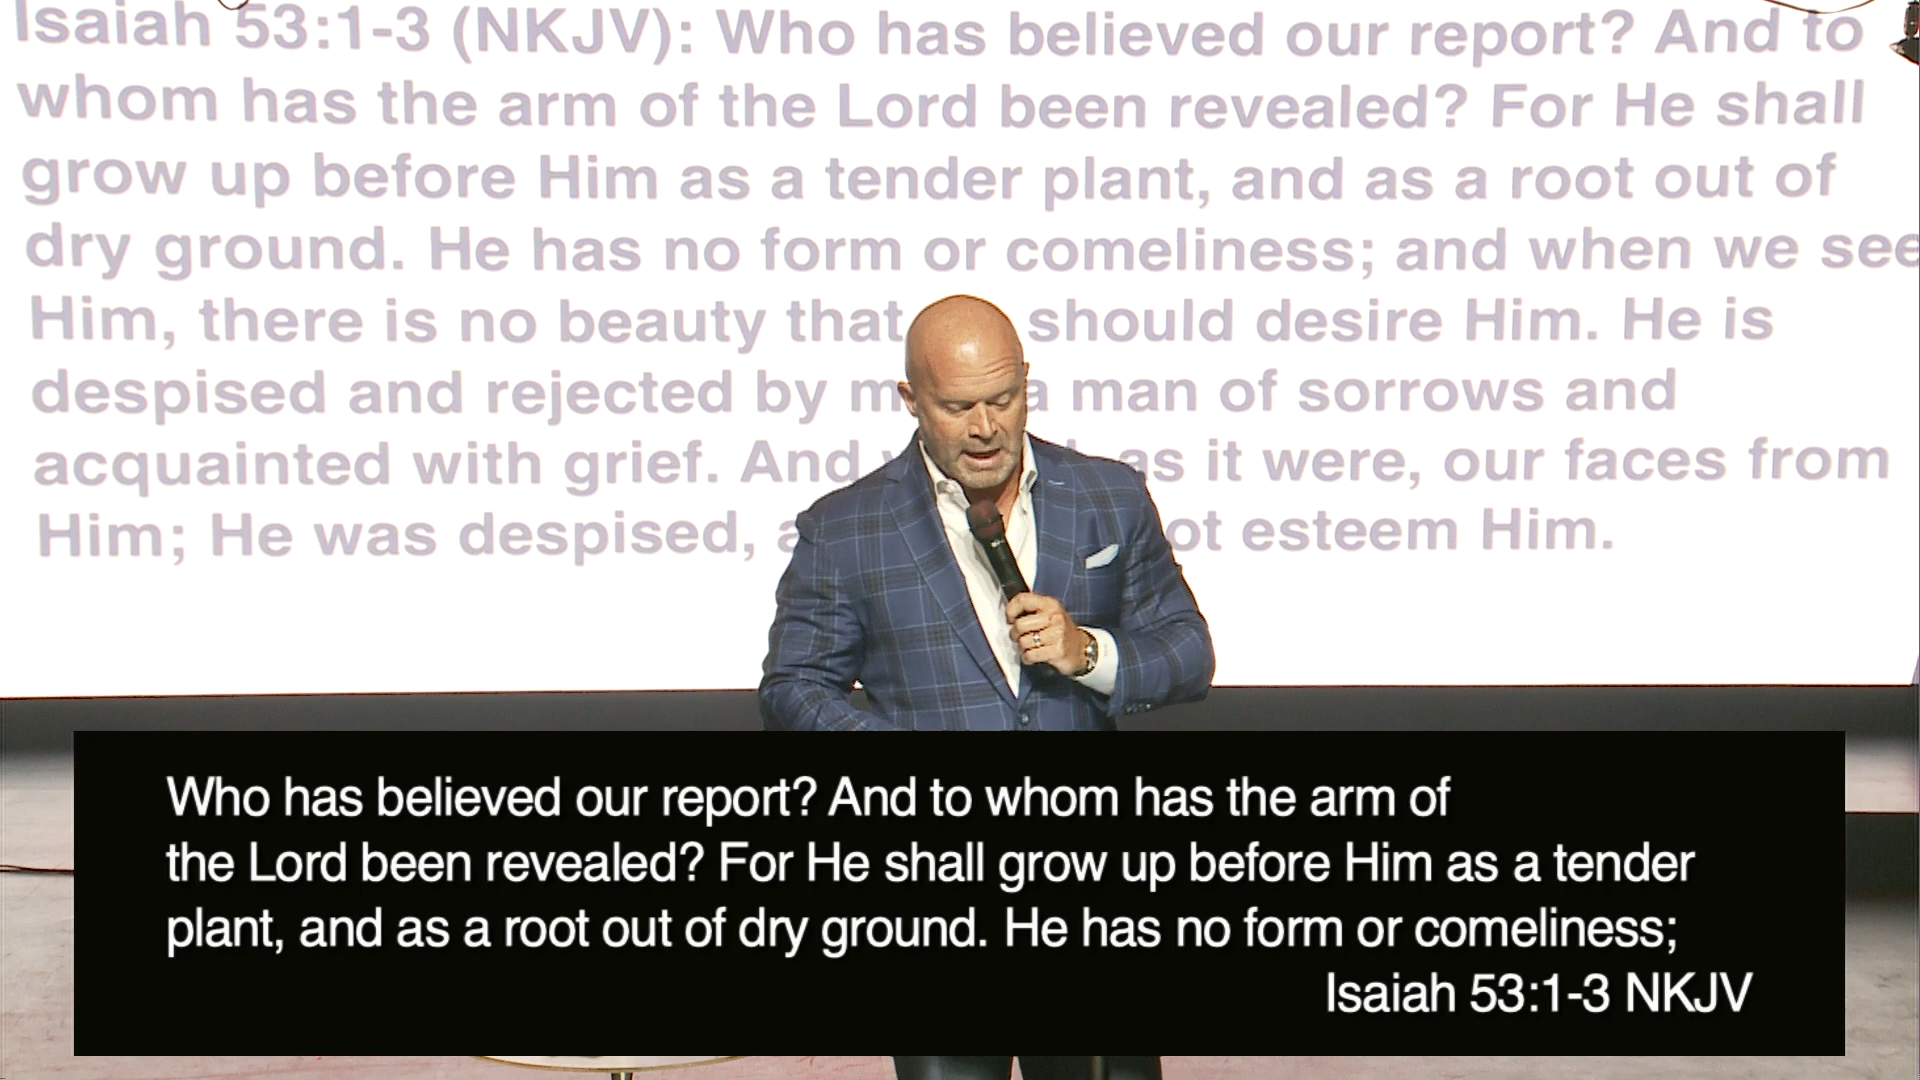 Isaiah 53:1-3 (NKJV): Who has believed our report? And to
whom has the arm of the Lord been revealed? For He shall
grow up before Him as a tender plant, and as a root out of
dry ground. He has no form or comeliness; and when we see
Him, there is no beauty that should desire Him. He is
despised and rejected by a man of sorrows and
acquainted with grief. And as it were, our faces from
Him; He was despised, esteem Him.
Who has believed our report? And to whom has the arm of
the Lord been revealed? For He shall grow up before Him as a tender
plant, and as a root out of dry ground. He has no form or comeliness;
Isaiah 53:1-3 NKJV